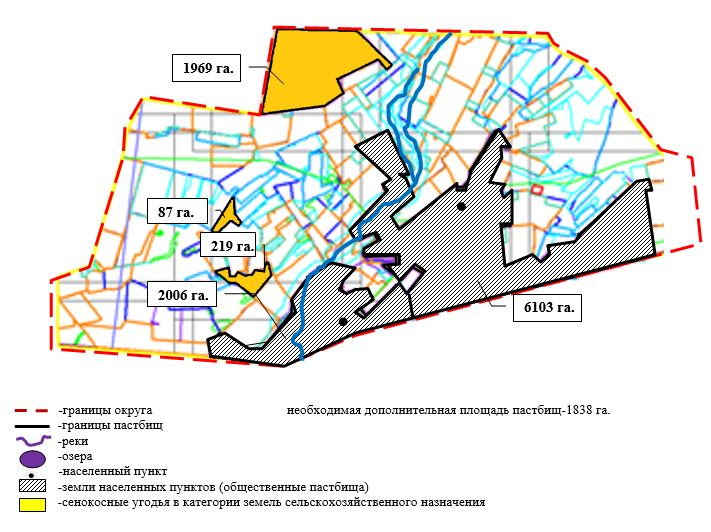 1969 га.
87 га.
219 га.
2006 га.
6103 га.
-границы округа
необходимая дополнительная площадь пастбищ-1838 га.
-границы пастбищ
-реки
-озера
-населенный пункт
-земли населенных пунктов (общественные пастбища)
-сенокосные угодья в категории земель сельскохозяйственного назначения